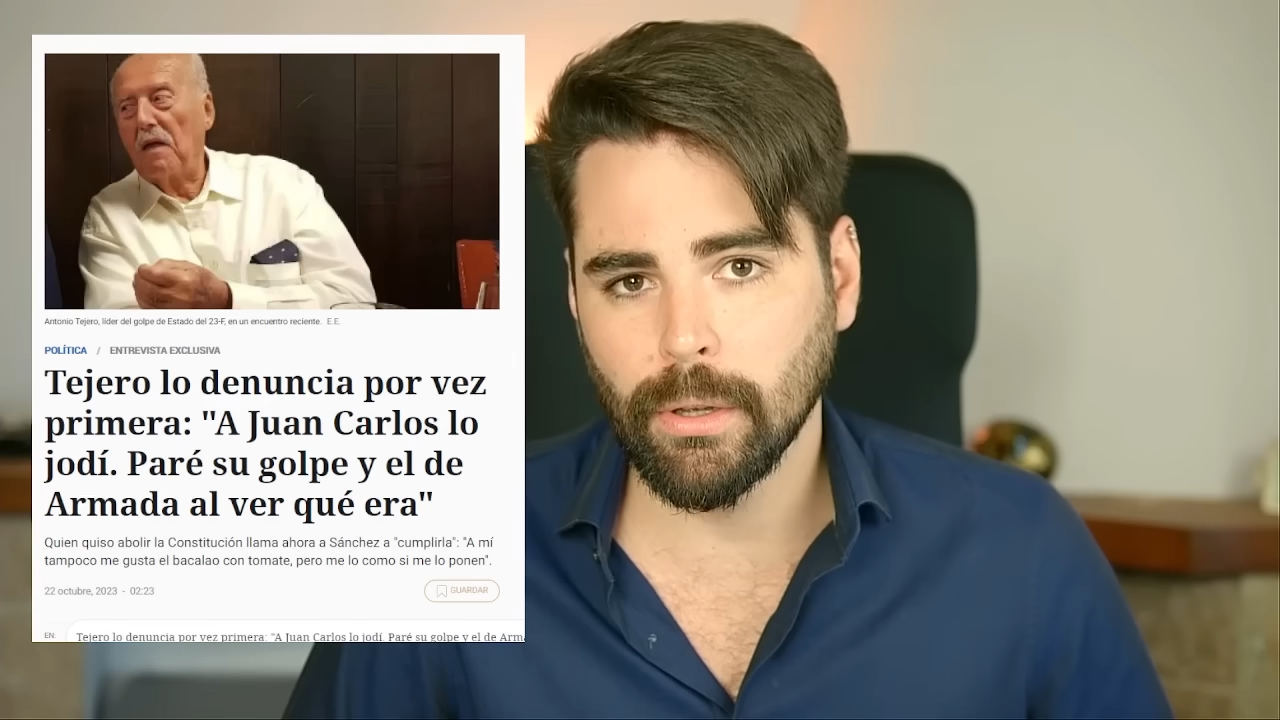 Antonio Tejero, líder del golpe de Estado del 23-F, en un encuentro reciente. E.E.
POLÍTICA / ENTREVISTA EXCLUSIVA
Tejero lo denuncia por vez
primera: "A Juan Carlos lo
jodí. Paré su golpe y el de
Armada al ver qué era"
Quien quiso abolir la Constitución llama ahora a Sánchez a "cumplirla": "A mí
tampoco me gusta el bacalao con tomate, pero me lo como si me lo ponen".
22 octubre, 2023 - 02:23
GUARDAR
EN:
Tejero lo denuncia por vez primera: "A Juan Carlos lo jodí. Paré su golpe y el de Arm